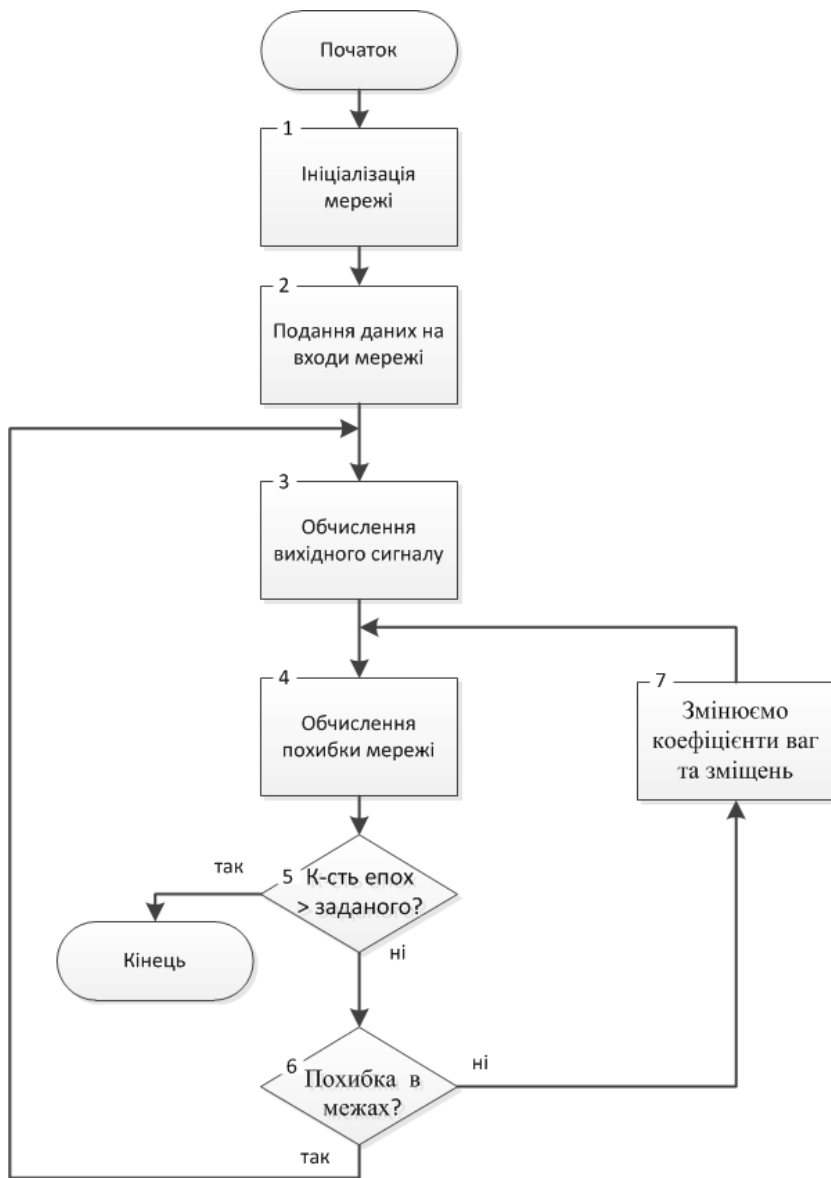 Початок
1
Ініціалізація
мережі
2
Подання даних на
входи мережі
3
Обчислення
вихідного сигналу
4
Обчислення
похибки мережі
7
Змінюємо
коефіцієнти ваг
та зміщень
так
5
К-сть епох
> заданого?
Кінець
ні
6
Похибка в
межах?
ні
так